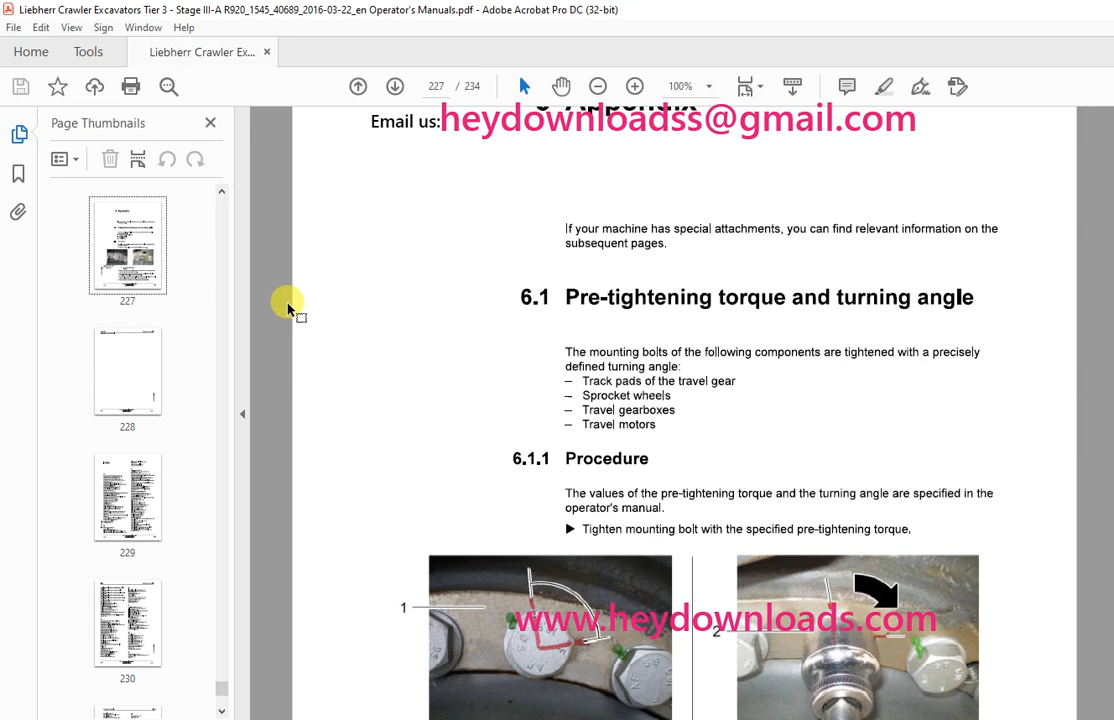 Liebherr Crawler Excavators Tier 3 - Stage III-A R920_1545_40689_2016-03-22_en Operator's Manuals.pdf - Adobe Acrobat Pro DC (32-bit)
File Edit View Sign Window Help
Home Tools Liebherr Crawler Ex... ×
227 / 234 100%
Page Thumbnails
227
228
229
230
Appendix
Email us:heydownloadss@gmail.com
If your machine has special attachments, you can find relevant information on the
subsequent pages.
6.1 Pre-tightening torque and turning angle
The mounting bolts of the following components are tightened with a precisely
defined turning angle:
– Track pads of the travel gear
– Sprocket wheels
– Travel gearboxes
– Travel motors
6.1.1 Procedure
The values of the pre-tightening torque and the turning angle are specified in the
operator's manual.
▶ Tighten mounting bolt with the specified pre-tightening torque.
1
www.heydownloads.com
2